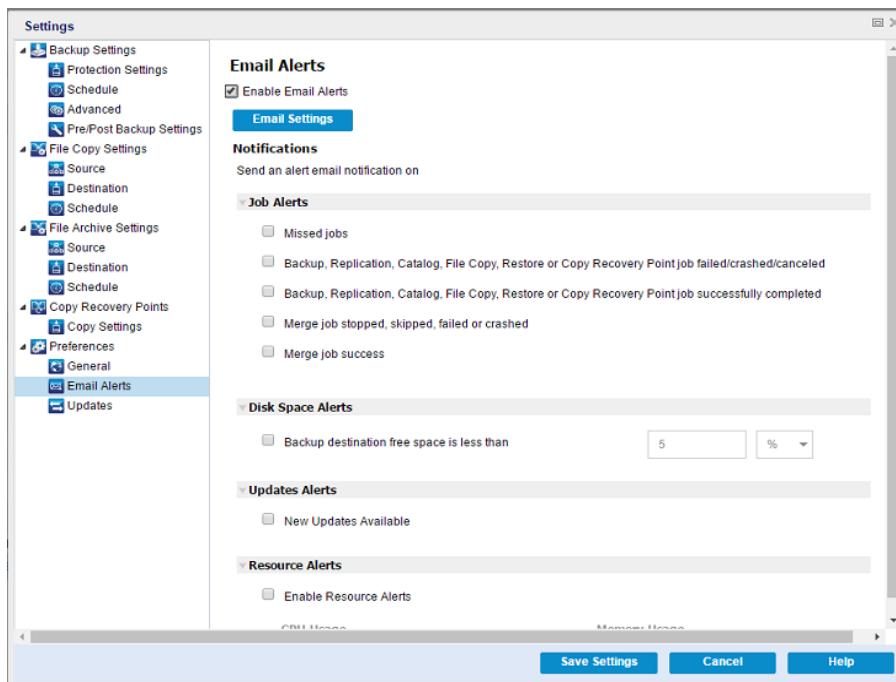 Settings
Backup Settings
Protection Settings
Schedule
Advanced
Pre/Post Backup Settings
File Copy Settings
Source
Destination
Schedule
File Archive Settings
Source
Destination
Schedule
Copy Recovery Points
Copy Settings
Preferences
General
Email Alerts
Updates
Email Alerts
Enable Email Alerts
Email Settings
Notifications
Send an alert email notification on
Job Alerts
Missed jobs
Backup, Replication, Catalog, File Copy, Restore or Copy Recovery Point job failed/crashed/canceled
Backup, Replication, Catalog, File Copy, Restore or Copy Recovery Point job successfully completed
Merge job stopped, skipped, failed or crashed
Merge job success
Disk Space Alerts
Backup destination free space is less than 5 %
Updates Alerts
New Updates Available
Resource Alerts
Enable Resource Alerts
CPU Usage Memory Usage
Save Settings Cancel Help